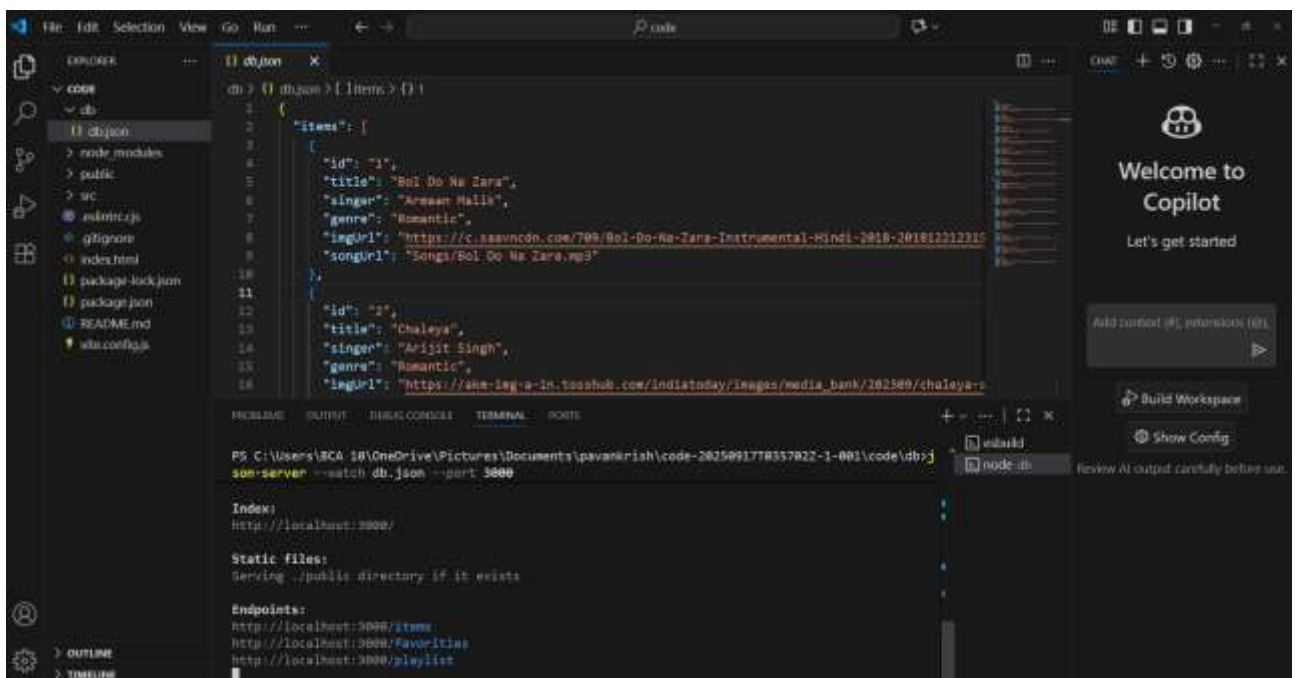 File Edit Selection View Go Run ...
code
EXPLORER ...
CODE
db
{} db.json
node_modules
public
src
.eslintrc.cjs
.gitignore
index.html
{} package-lock.json
{} package.json
README.md
vite.config.js
OUTLINE
TIMELINE
{} db.json ×
db > {} db.json > [ ] items > {} 1
1 {
2 "items": [
3 {
4 "id": "1",
5 "title": "Bol Do Na Zara",
6 "singer": "Armaan Malik",
7 "genre": "Romantic",
8 "imgUrl": "https://c.saavncdn.com/709/Bol-Do-Na-Zara-Instrumental-Hindi-2018-20181221231
9 "songUrl": "Songs/Bol Do Na Zara.mp3"
10 },
11 {
12 "id": "2",
13 "title": "Chaleya",
14 "singer": "Arijit Singh",
15 "genre": "Romantic",
16 "imgUrl": "https://akm-img-a-in.tosshub.com/indiatoday/images/media_bank/202309/chaleya-
PROBLEMS OUTPUT DEBUG CONSOLE TERMINAL PORTS
PS C:\Users\BCA 10\OneDrive\Pictures\Documents\pavankrish\code-20250917T035702Z-1-001\code\db>j
son-server --watch db.json --port 3000
Index:
http://localhost:3000/
Static files:
Serving ./public directory if it exists
Endpoints:
http://localhost:3000/items
http://localhost:3000/Favorities
http://localhost:3000/playlist
esbuild
node db
CHAT
Welcome to
Copilot
Let's get started
Add context (#), extensions (@),
Build Workspace
Show Config
Review AI output carefully before use.